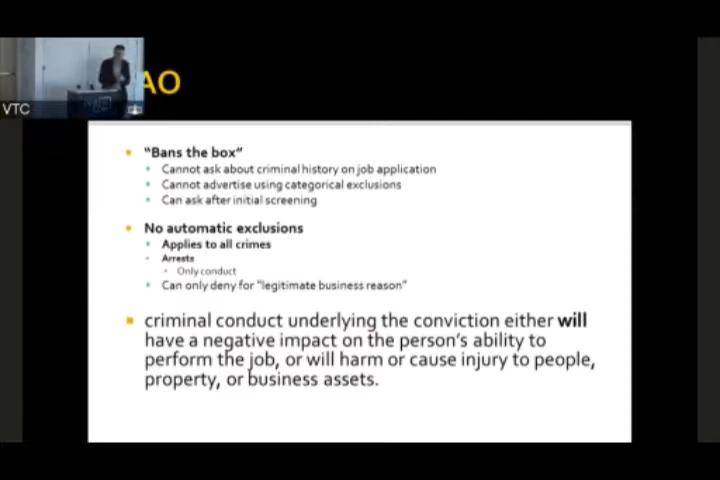 AO
VTC
"Bans the box"
Cannot ask about criminal history on job application
Cannot advertise using categorical exclusions
Can ask after initial screening
No automatic exclusions
Applies to all crimes
Arrests
Only conduct
Can only deny for "legitimate business reason"
criminal conduct underlying the conviction either will
have a negative impact on the person's ability to
perform the job, or will harm or cause injury to people,
property, or business assets.